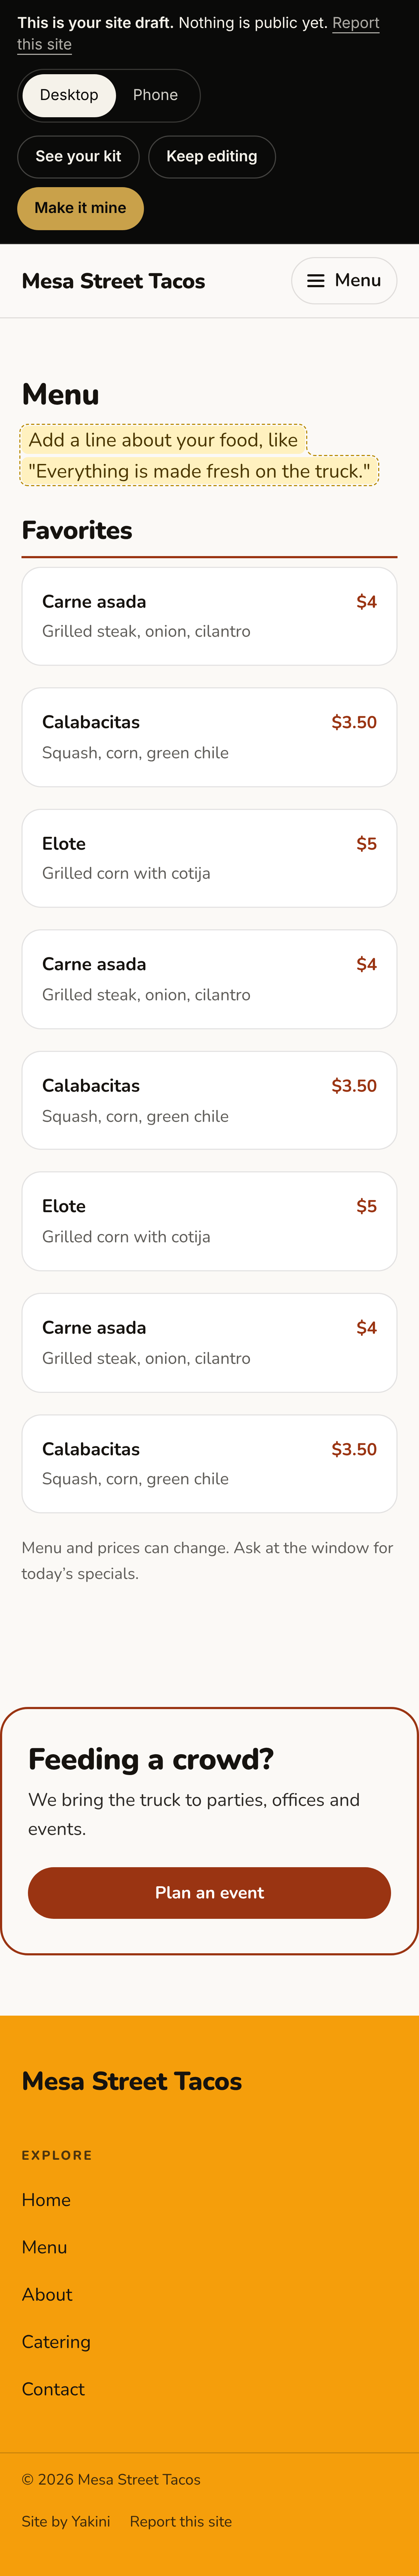 This is your site draft. Nothing is public yet. Report
this site
Desktop Phone
See your kit Keep editing
Make it mine
Mesa Street Tacos Menu
Menu
Add a line about your food, like
"Everything is made fresh on the truck."
Favorites
Carne asada $4
Grilled steak, onion, cilantro
Calabacitas $3.50
Squash, corn, green chile
Elote $5
Grilled corn with cotija
Carne asada $4
Grilled steak, onion, cilantro
Calabacitas $3.50
Squash, corn, green chile
Elote $5
Grilled corn with cotija
Carne asada $4
Grilled steak, onion, cilantro
Calabacitas $3.50
Squash, corn, green chile
Menu and prices can change. Ask at the window for
today’s specials.
Feeding a crowd?
We bring the truck to parties, offices and
events.
Plan an event
Mesa Street Tacos
EXPLORE
Home
Menu
About
Catering
Contact
© 2026 Mesa Street Tacos
Site by Yakini Report this site